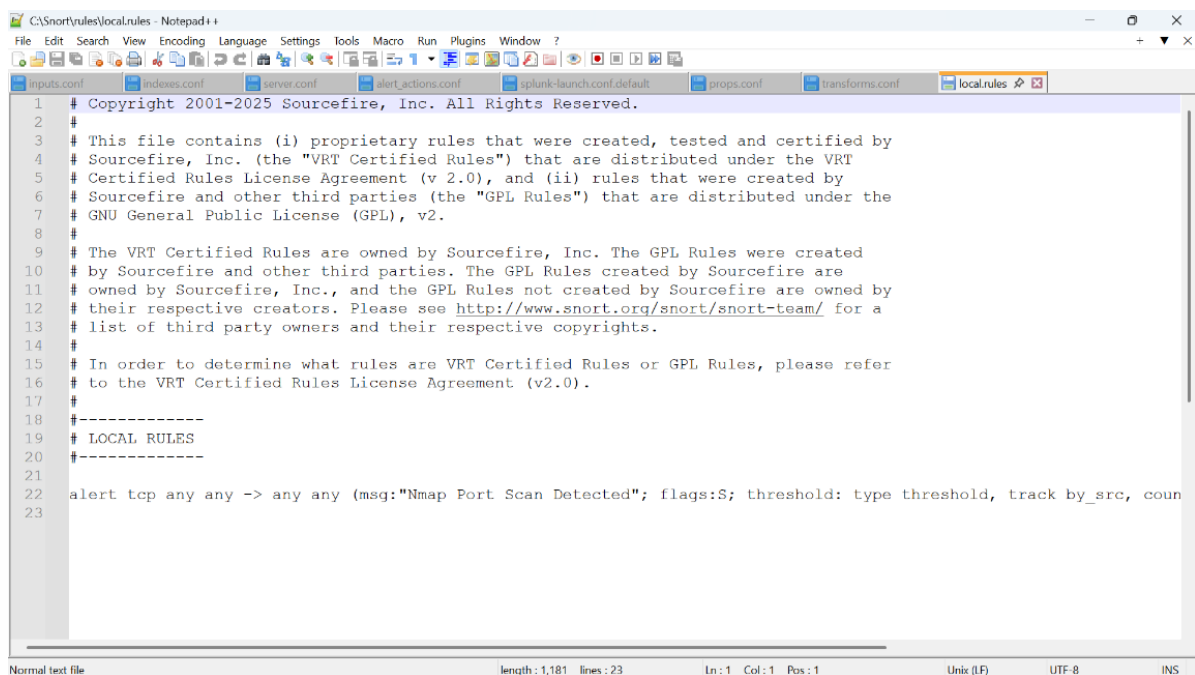 C:\Snort\rules\local.rules - Notepad++
File Edit Search View Encoding Language Settings Tools Macro Run Plugins Window ?
inputs.conf indexes.conf server.conf alert_actions.conf splunk-launch.conf.default props.conf transforms.conf local.rules
1 # Copyright 2001-2025 Sourcefire, Inc. All Rights Reserved.
2 #
3 # This file contains (i) proprietary rules that were created, tested and certified by
4 # Sourcefire, Inc. (the "VRT Certified Rules") that are distributed under the VRT
5 # Certified Rules License Agreement (v 2.0), and (ii) rules that were created by
6 # Sourcefire and other third parties (the "GPL Rules") that are distributed under the
7 # GNU General Public License (GPL), v2.
8 #
9 # The VRT Certified Rules are owned by Sourcefire, Inc. The GPL Rules were created
10 # by Sourcefire and other third parties. The GPL Rules created by Sourcefire are
11 # owned by Sourcefire, Inc., and the GPL Rules not created by Sourcefire are owned by
12 # their respective creators. Please see http://www.snort.org/snort/snort-team/ for a
13 # list of third party owners and their respective copyrights.
14 #
15 # In order to determine what rules are VRT Certified Rules or GPL Rules, please refer
16 # to the VRT Certified Rules License Agreement (v2.0).
17 #
18 #-------------
19 # LOCAL RULES
20 #-------------
21
22 alert tcp any any -> any any (msg:"Nmap Port Scan Detected"; flags:S; threshold: type threshold, track by_src, coun
23
Normal text file length : 1,181 lines : 23 Ln : 1 Col : 1 Pos : 1 Unix (LF) UTF-8 INS